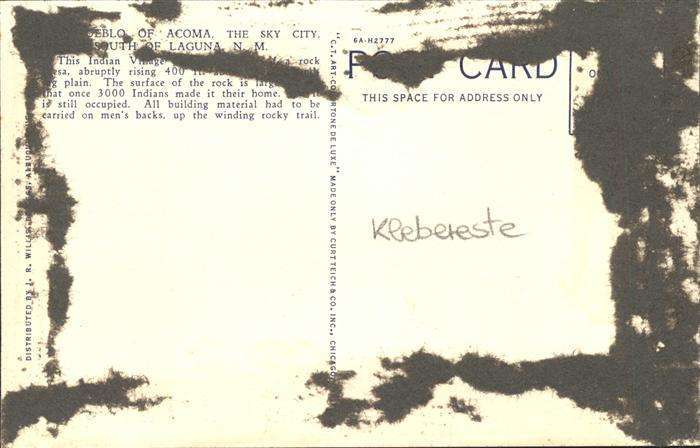 EBLO OF ACOMA, THE SKY CITY,
SOUTH OF LAGUNA, N. M.
This Indian Village a rock
esa, abruptly rising 400
plain. The surface of the rock is
that once 3000 Indians made it their home.
is still occupied. All building material had to be
carried on men's backs, up the winding rocky trail.
DISTRIBUTED BY J. R. WILLIS
"C.T. ART-COLORTONE DE LUXE" MADE ONLY BY CURT TEICH & CO., INC., CHICAGO
6A-H2777
CARD
THIS SPACE FOR ADDRESS ONLY
Klebereste